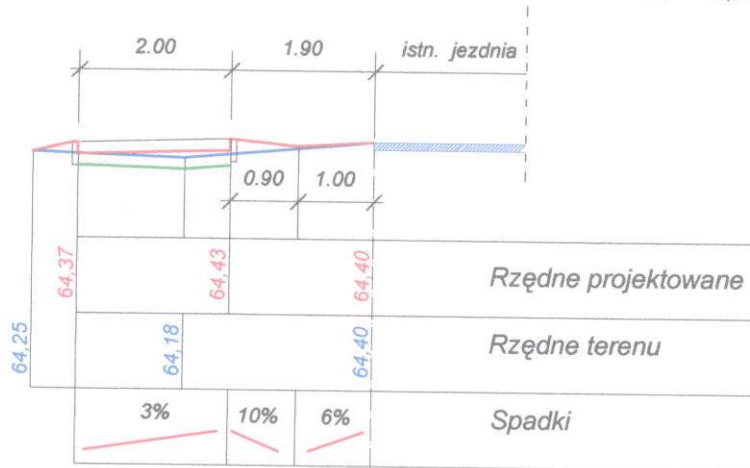 2.00 1.90 istn. jezdnia
0.90 1.00
64,37 64,43 64,40 Rzędne projektowane
64,25 64,18 64,40 Rzędne terenu
3% 10% 6% Spadki